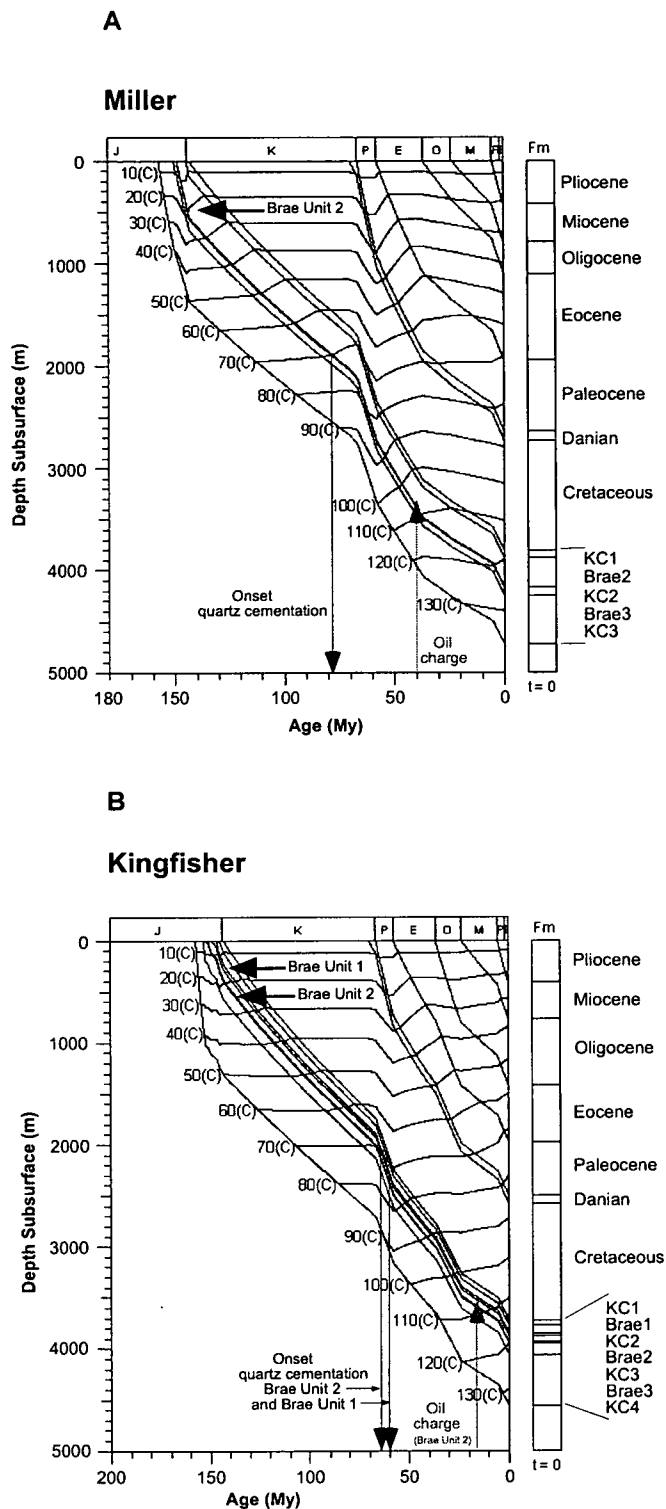 A
Miller
J K P E O M
Fm
0
10(C)
20(C)
30(C)
40(C)
50(C)
60(C)
70(C)
80(C)
90(C)
100(C)
110(C)
120(C)
130(C)
Brae Unit 2
1000
2000
3000
4000
5000
Depth Subsurface (m)
Onset
quartz cementation
Oil
charge
180 150 100 50 0
Age (My)
Pliocene
Miocene
Oligocene
Eocene
Paleocene
Danian
Cretaceous
KC1
Brae2
KC2
Brae3
KC3
t = 0
B
Kingfisher
J K P E O M P
Fm
0
10(C)
20(C)
30(C)
40(C)
50(C)
60(C)
70(C)
80(C)
90(C)
100(C)
110(C)
120(C)
130(C)
Brae Unit 1
Brae Unit 2
1000
2000
3000
4000
5000
Depth Subsurface (m)
Onset
quartz cementation
Brae Unit 2
and Brae Unit 1
Oil
charge
(Brae Unit 2)
200 150 100 50 0
Age (My)
Pliocene
Miocene
Oligocene
Eocene
Paleocene
Danian
Cretaceous
KC1
Brae1
KC2
Brae2
KC3
Brae3
KC4
t = 0